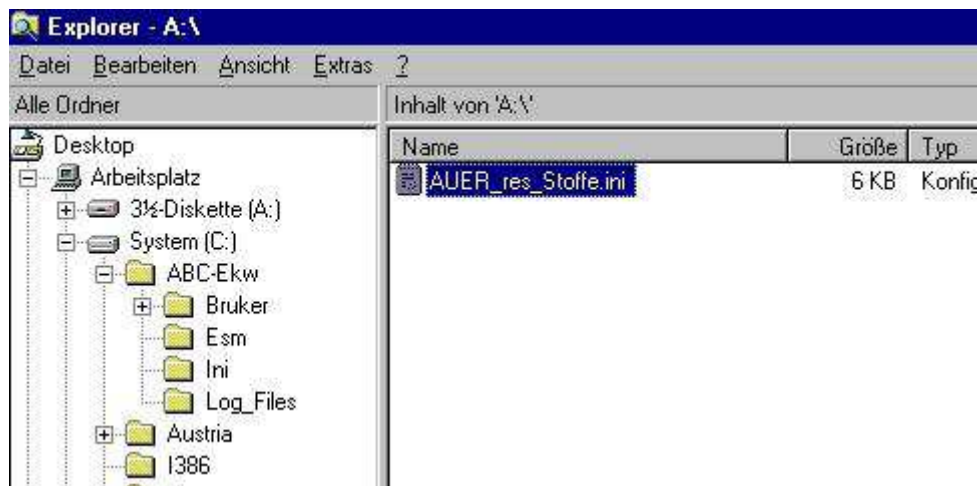 Explorer - A:\
Datei Bearbeiten Ansicht Extras ?
Alle Ordner
Inhalt von 'A:\'
Desktop
Arbeitsplatz
3½-Diskette (A:)
System (C:)
ABC-Ekw
Bruker
Esm
Ini
Log_Files
Austria
I386
Name Größe Typ
AUER_res_Stoffe.ini 6 KB Konfig